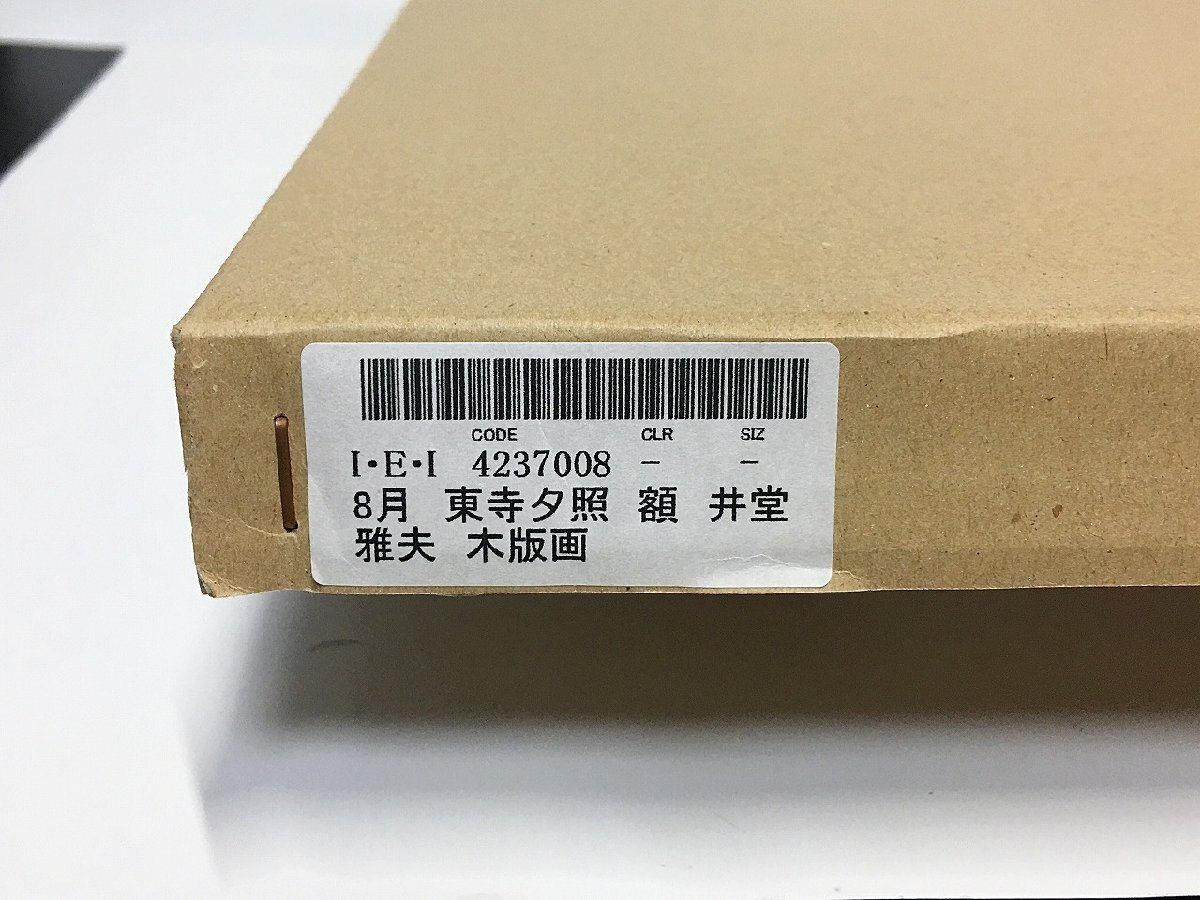 CODE CLR SIZ
I・E・I 4237008 - -
8月 東寺夕照 額 井堂
雅夫 木版画